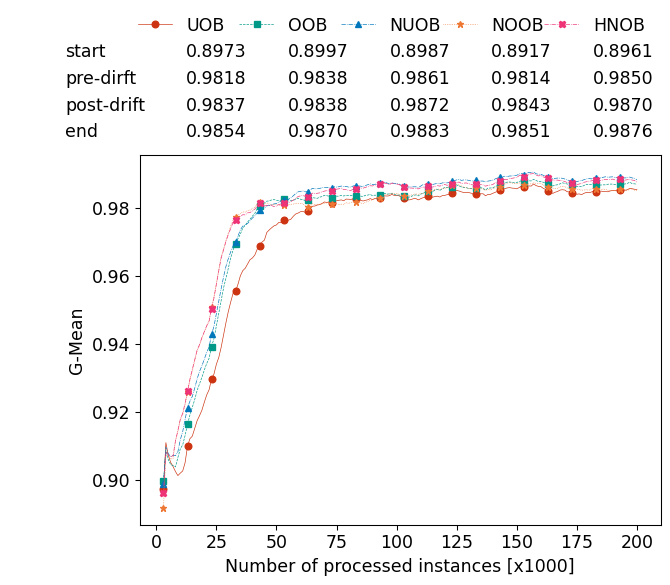 UOB OOB NUOB NOOB HNOB
start 0.8973 0.8997 0.8987 0.8917 0.8961
pre-dirft 0.9818 0.9838 0.9861 0.9814 0.9850
post-drift 0.9837 0.9838 0.9872 0.9843 0.9870
end 0.9854 0.9870 0.9883 0.9851 0.9876
0.98
0.96
0.94
0.92
0.90
G-Mean
0 25 50 75 100 125 150 175 200
Number of processed instances [x1000]